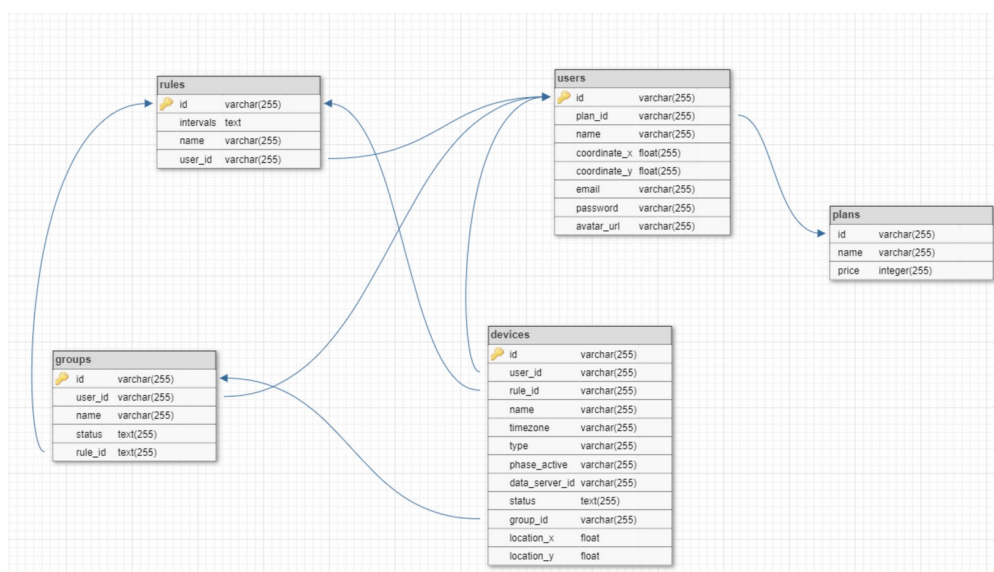 rules
id varchar(255)
intervals text
name varchar(255)
user_id varchar(255)
users
id varchar(255)
plan_id varchar(255)
name varchar(255)
coordinate_x float(255)
coordinate_y float(255)
email varchar(255)
password varchar(255)
avatar_url varchar(255)
plans
id varchar(255)
name varchar(255)
price integer(255)
groups
id varchar(255)
user_id varchar(255)
name varchar(255)
status text(255)
rule_id text(255)
devices
id varchar(255)
user_id varchar(255)
rule_id varchar(255)
name varchar(255)
timezone varchar(255)
type varchar(255)
phase_active varchar(255)
data_server_id varchar(255)
status text(255)
group_id varchar(255)
location_x float
location_y float